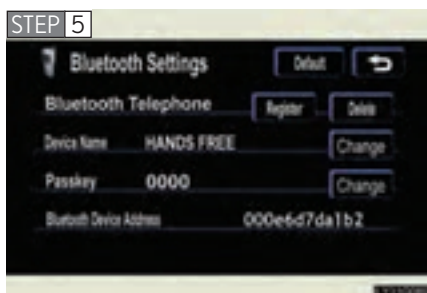 STEP 5
Bluetooth Settings Default
Bluetooth Telephone Register Delete
Device Name HANDS FREE Change
Passkey 0000 Change
Bluetooth Device Address 000e6d7da1b2